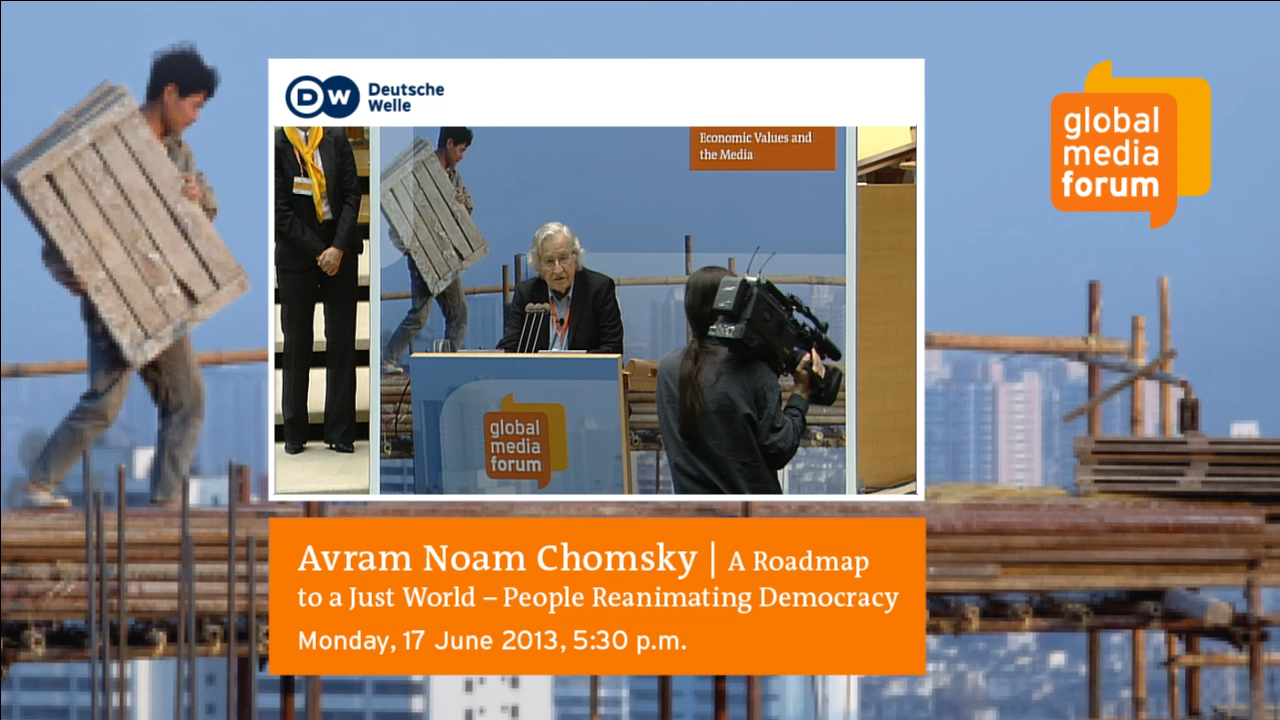 DW Deutsche
Welle
global
media
forum
Economic Values and
the Media
global
media
forum
Avram Noam Chomsky | A Roadmap
to a Just World – People Reanimating Democracy
Monday, 17 June 2013, 5:30 p.m.